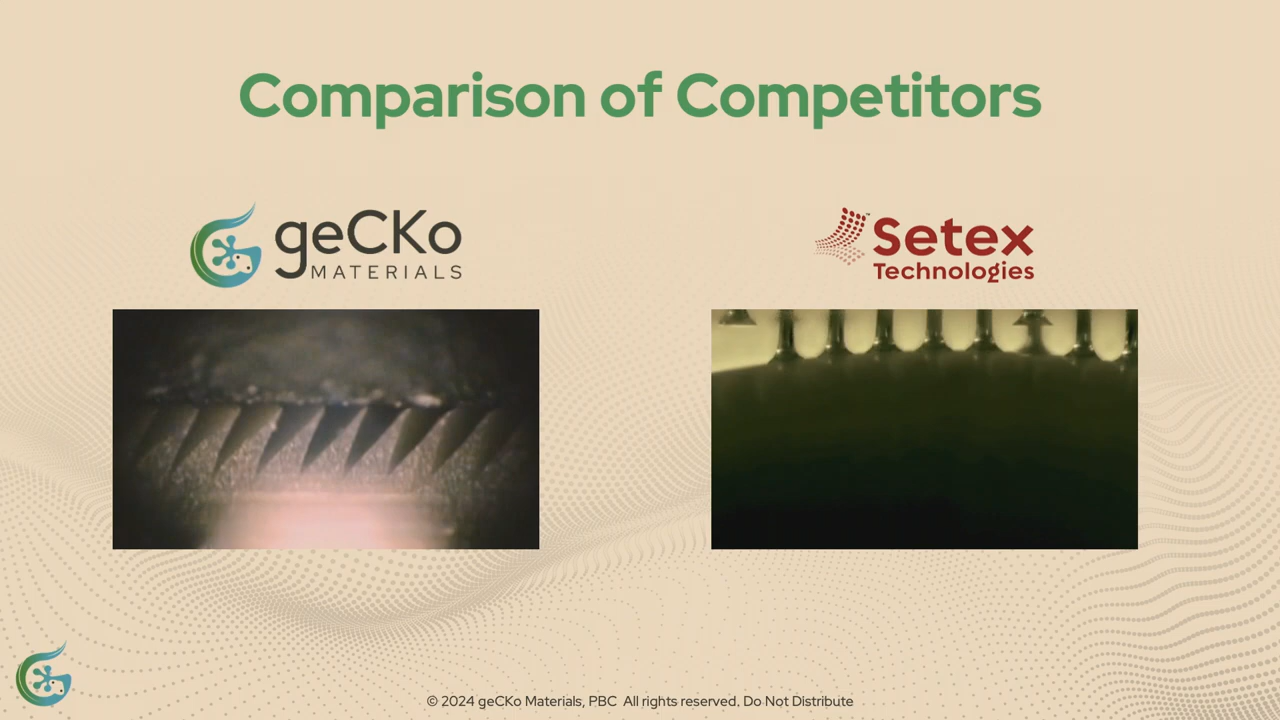 Comparison of Competitors
geCKo
MATERIALS
Setex
Technologies
© 2024 geCKo Materials, PBC All rights reserved. Do Not Distribute